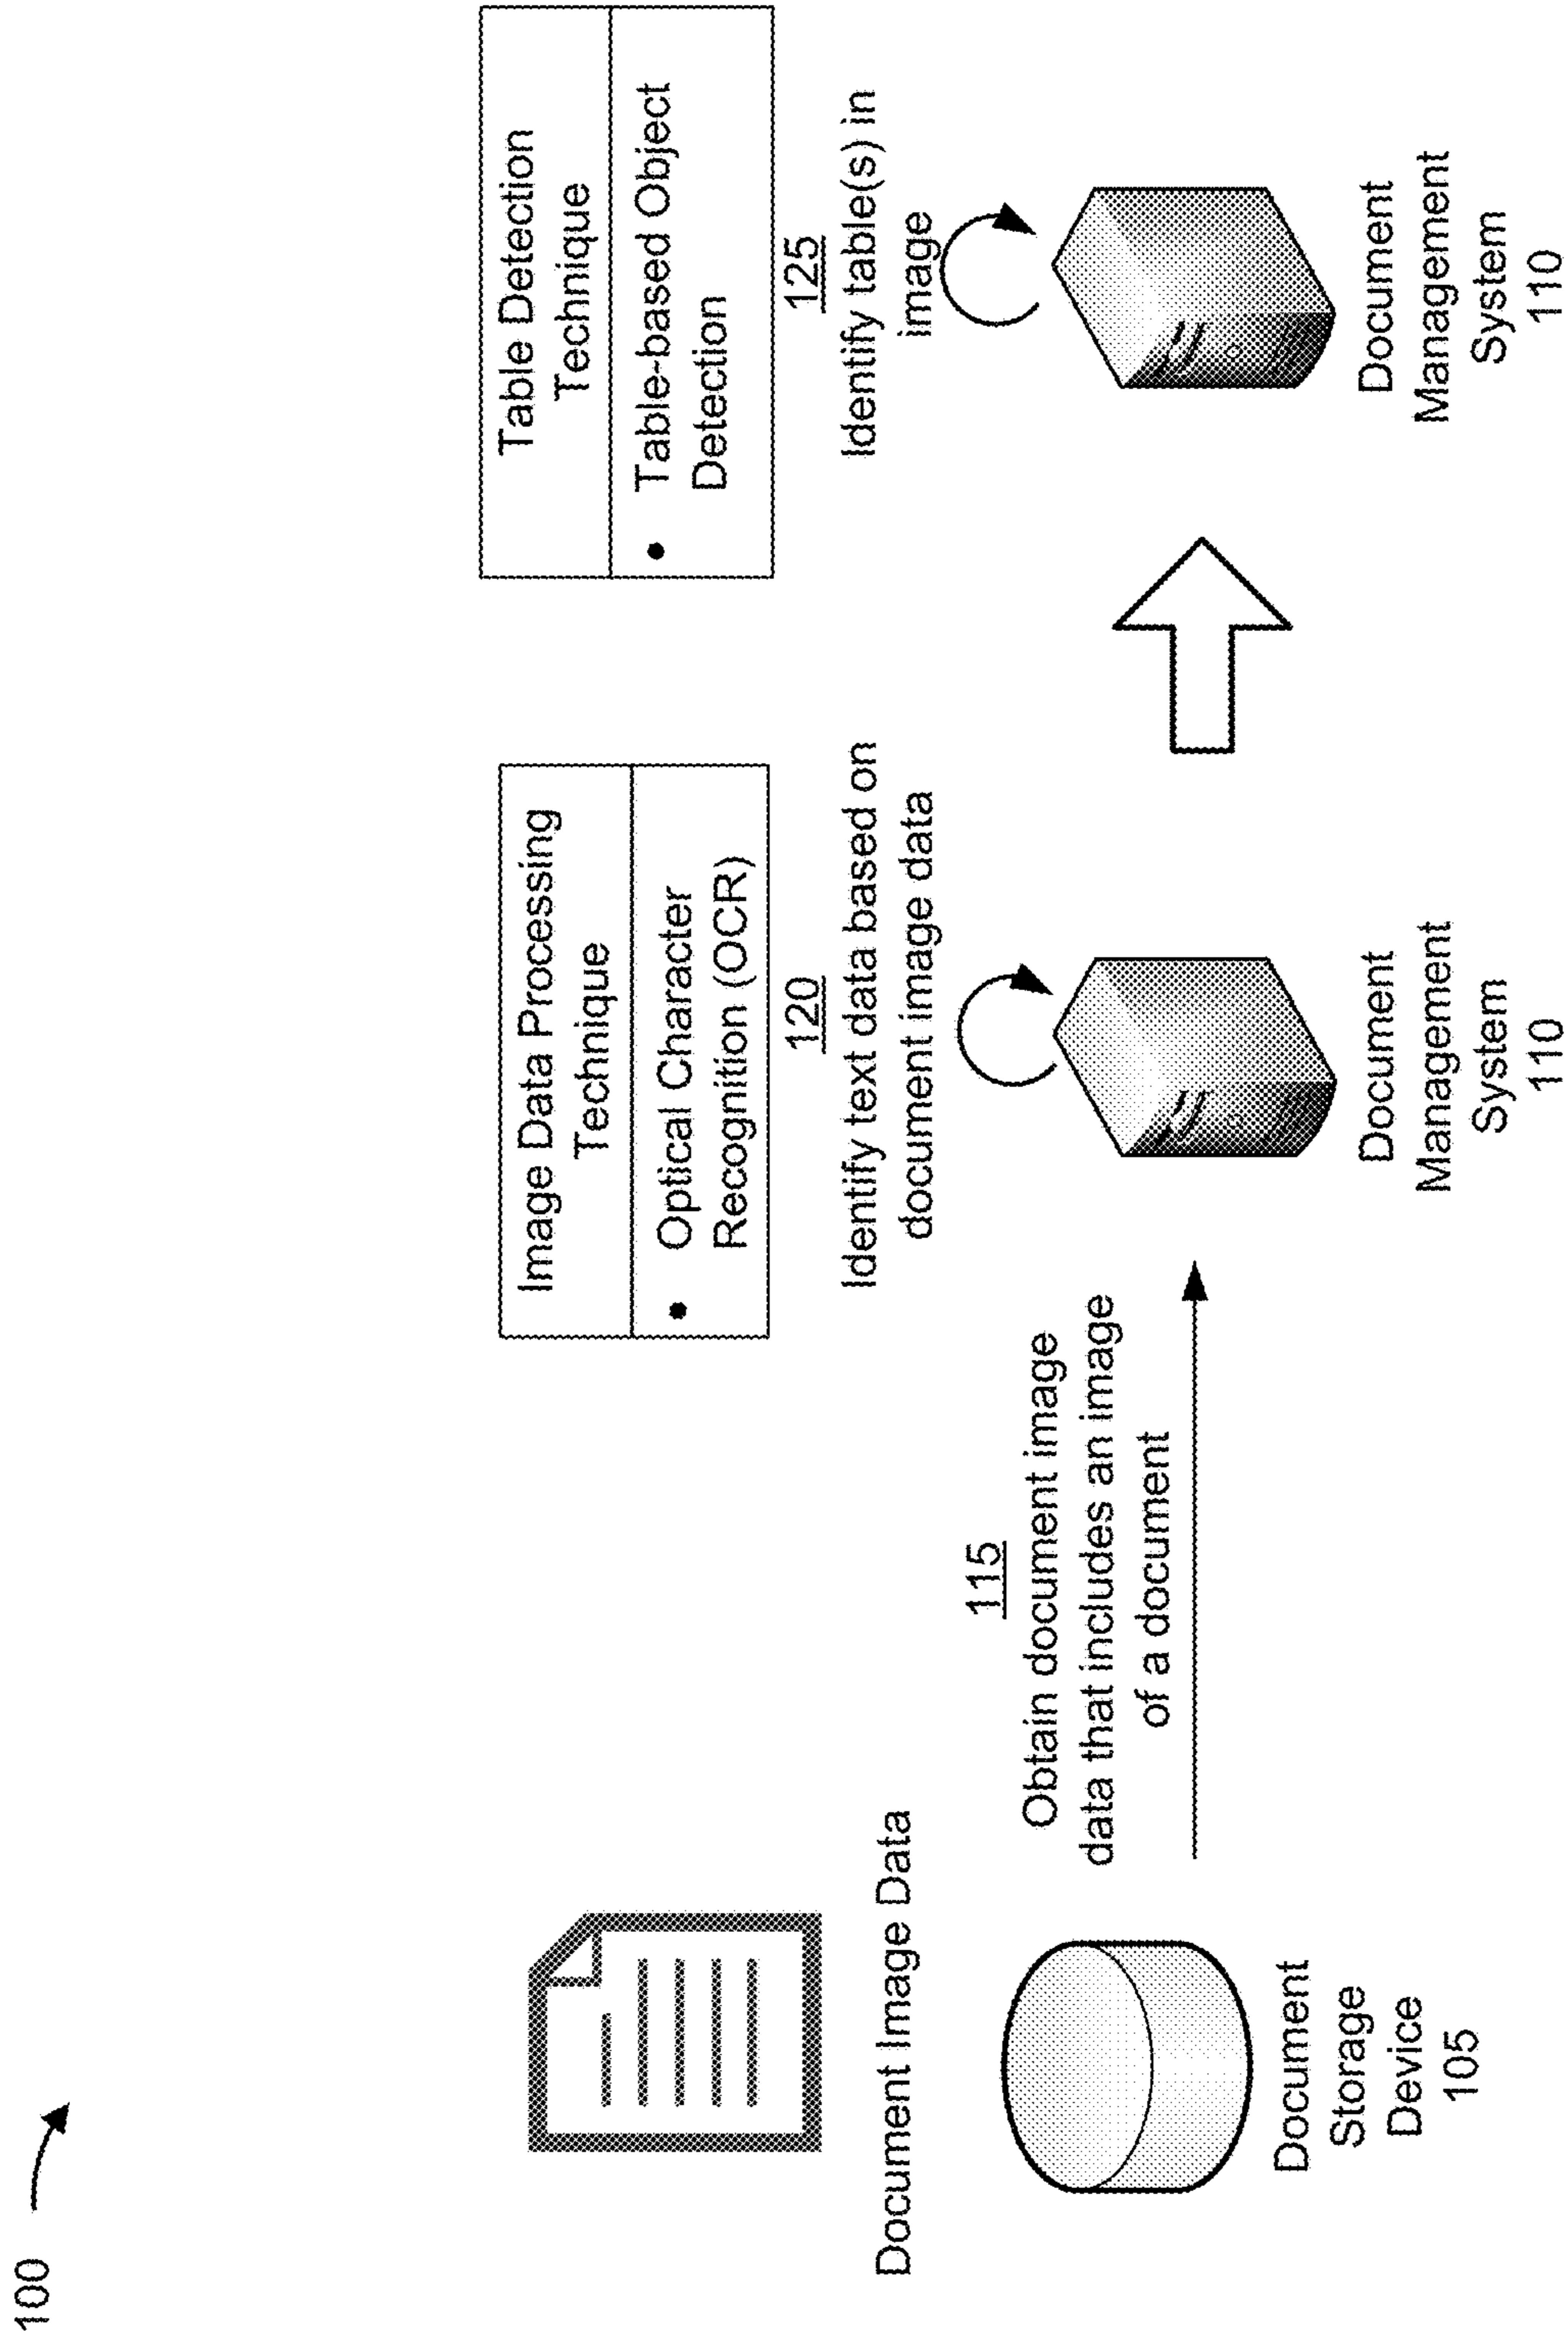 100
Document Image Data
Document
Storage
Device
105
115
Obtain document image
data that includes an image
of a document
Image Data Processing
Technique
• Optical Character
Recognition (OCR)
120
Identify text data based on
document image data
Document
Management
System
110
Table Detection
Technique
• Table-based Object
Detection
125
Identify table(s) in
image
Document
Management
System
110